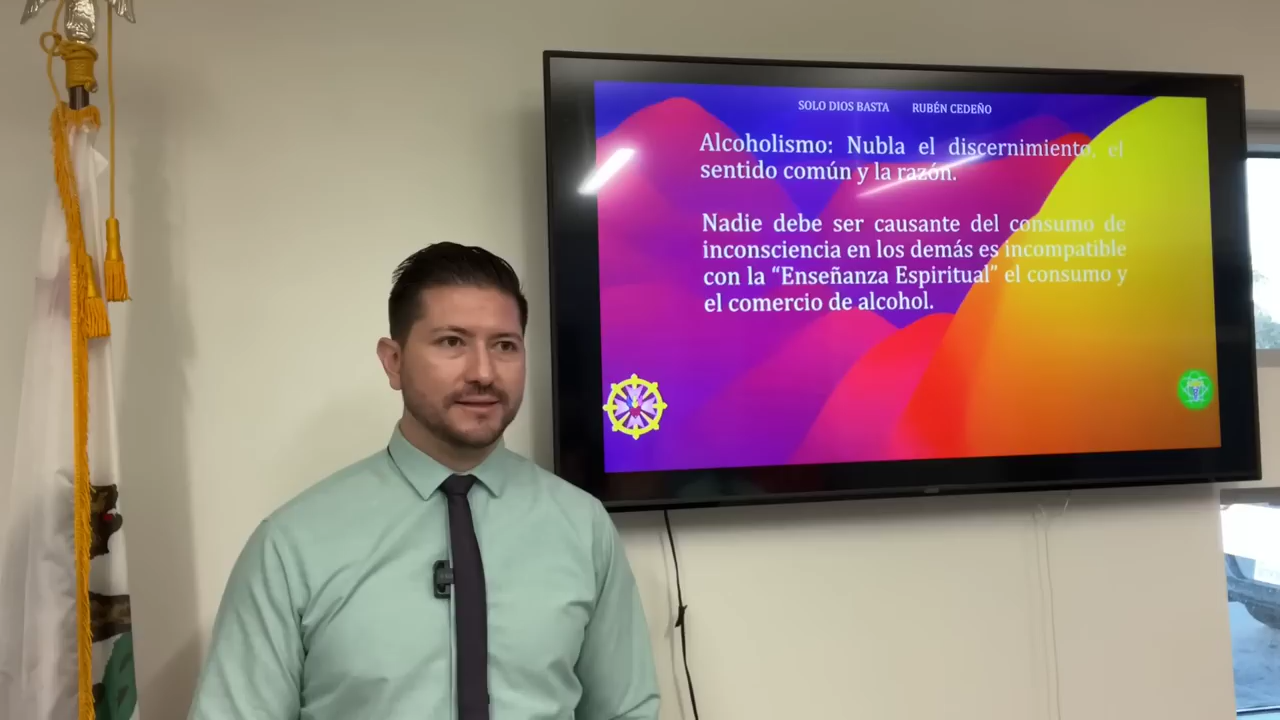 SOLO DIOS BASTA RUBÉN CEDEÑO
Alcoholismo: Nubla el discernimiento, el
sentido común y la razón.
Nadie debe ser causante del consumo de
inconsciencia en los demás es incompatible
con la “Enseñanza Espiritual” el consumo y
el comercio de alcohol.